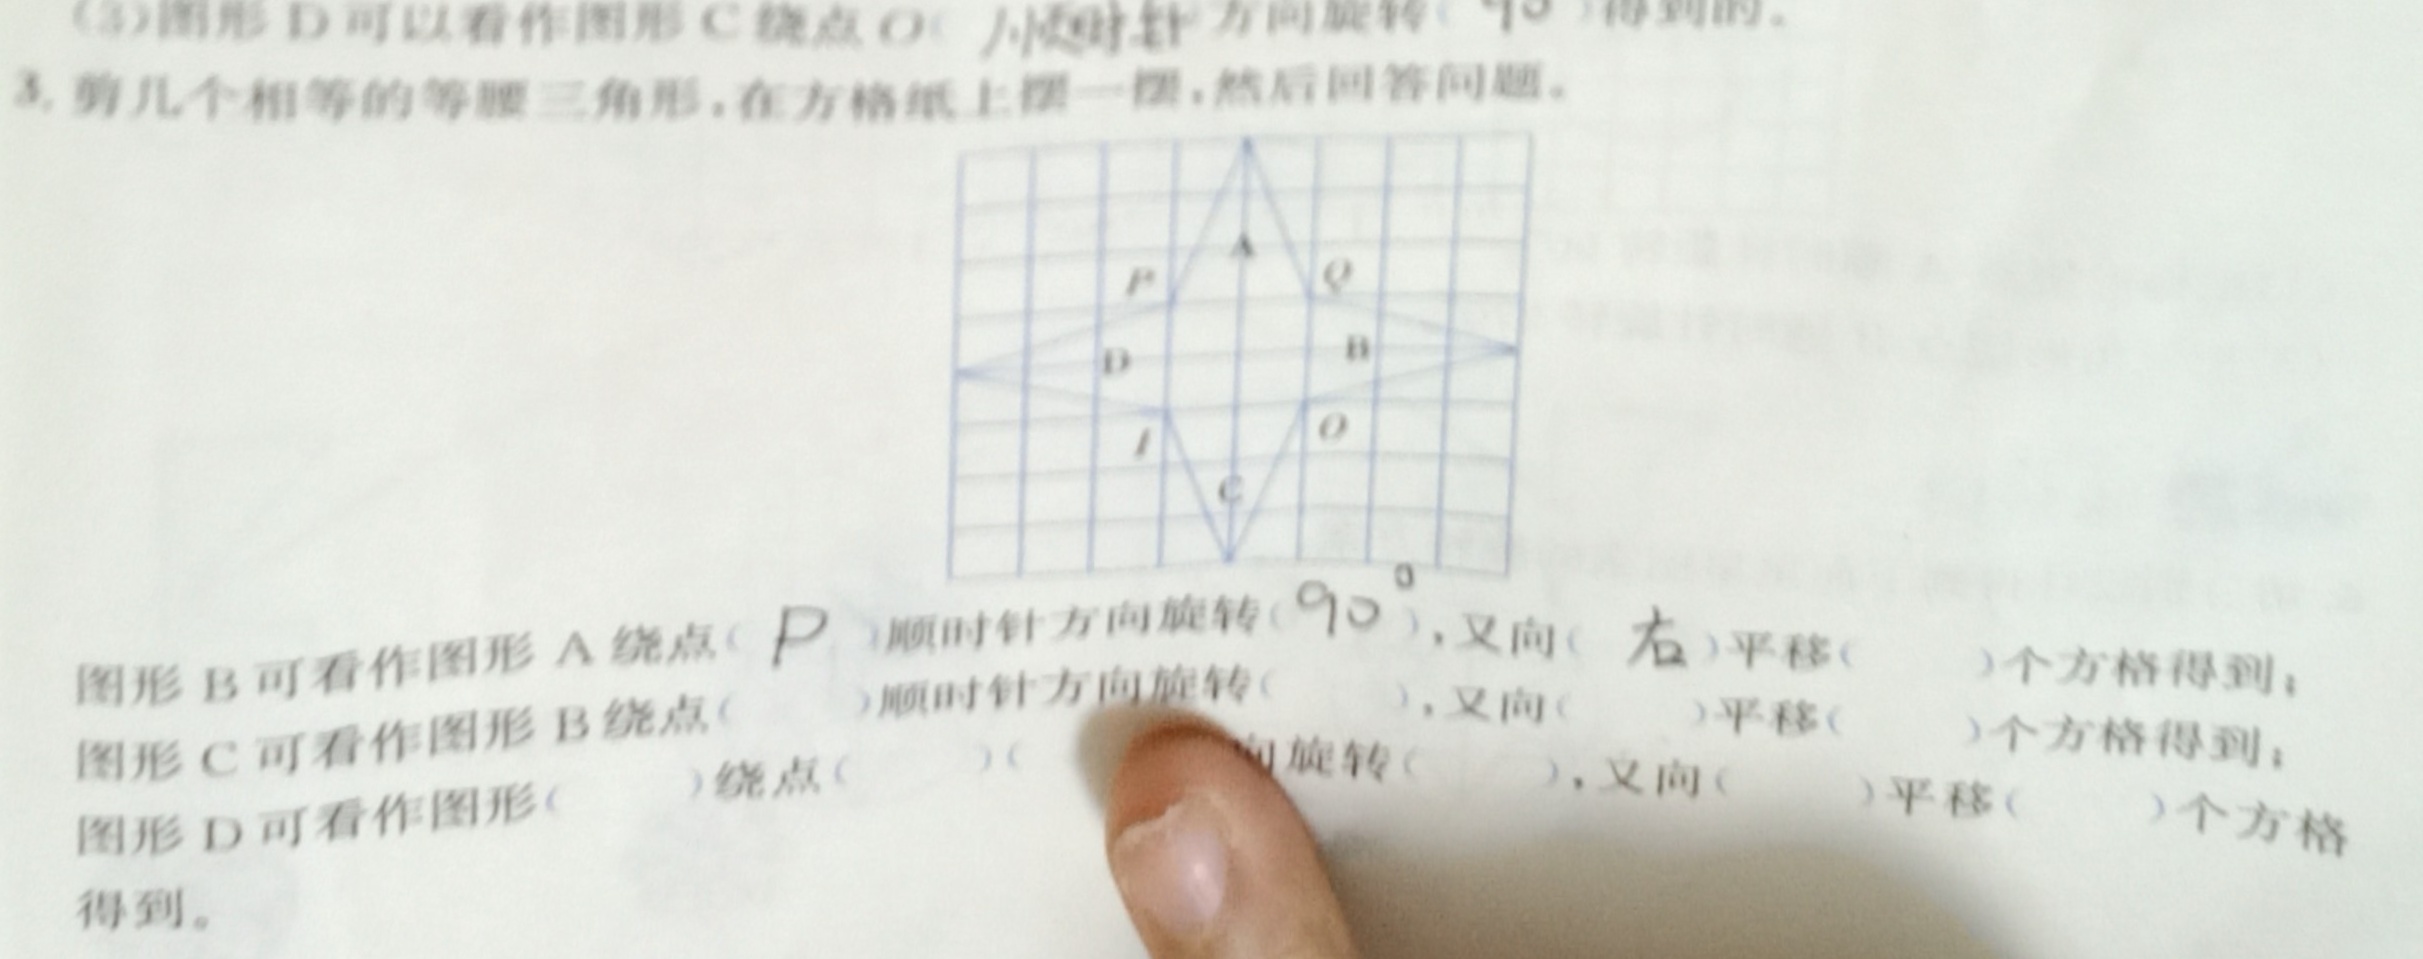 (3)图形 D 可以看作图形 C 绕点 O( 顺时针 方向旋转( 90 )得到的。
3. 剪几个相等的等腰三角形,在方格纸上摆一摆,然后回答问题。
A
P Q
D B
I O
C
图形 B 可看作图形 A 绕点( P )顺时针方向旋转( 90° ),又向( 右 )平移( )个方格得到;
图形 C 可看作图形 B 绕点( )顺时针方向旋转( ),又向( )平移( )个方格得到;
图形 D 可看作图形( )绕点( )( 向旋转( ),又向( )平移( )个方格
得到。